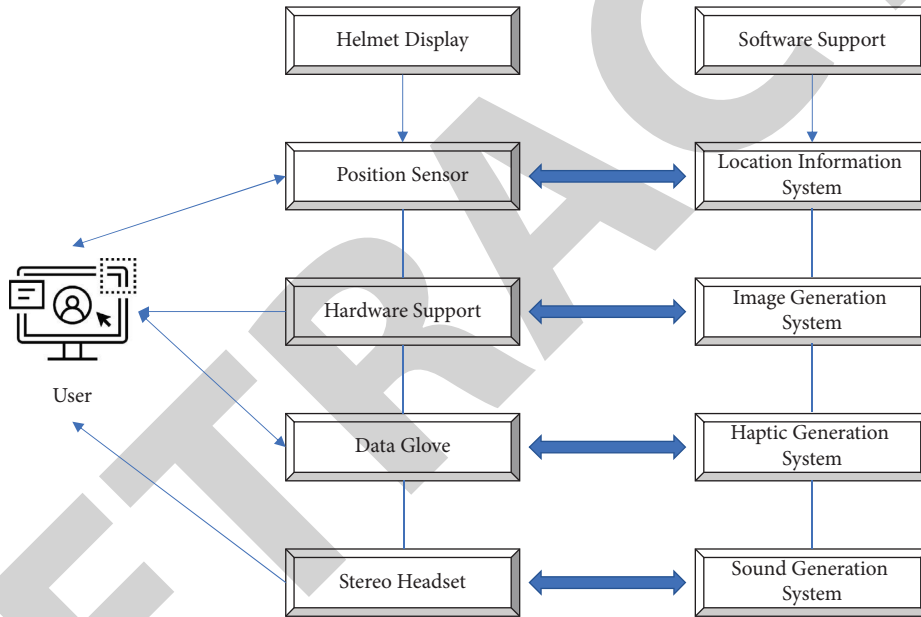 Helmet Display
Software Support
Position Sensor
Location Information
System
Hardware Support
Image Generation
System
User
Data Glove
Haptic Generation
System
Stereo Headset
Sound Generation
System
ETRAC